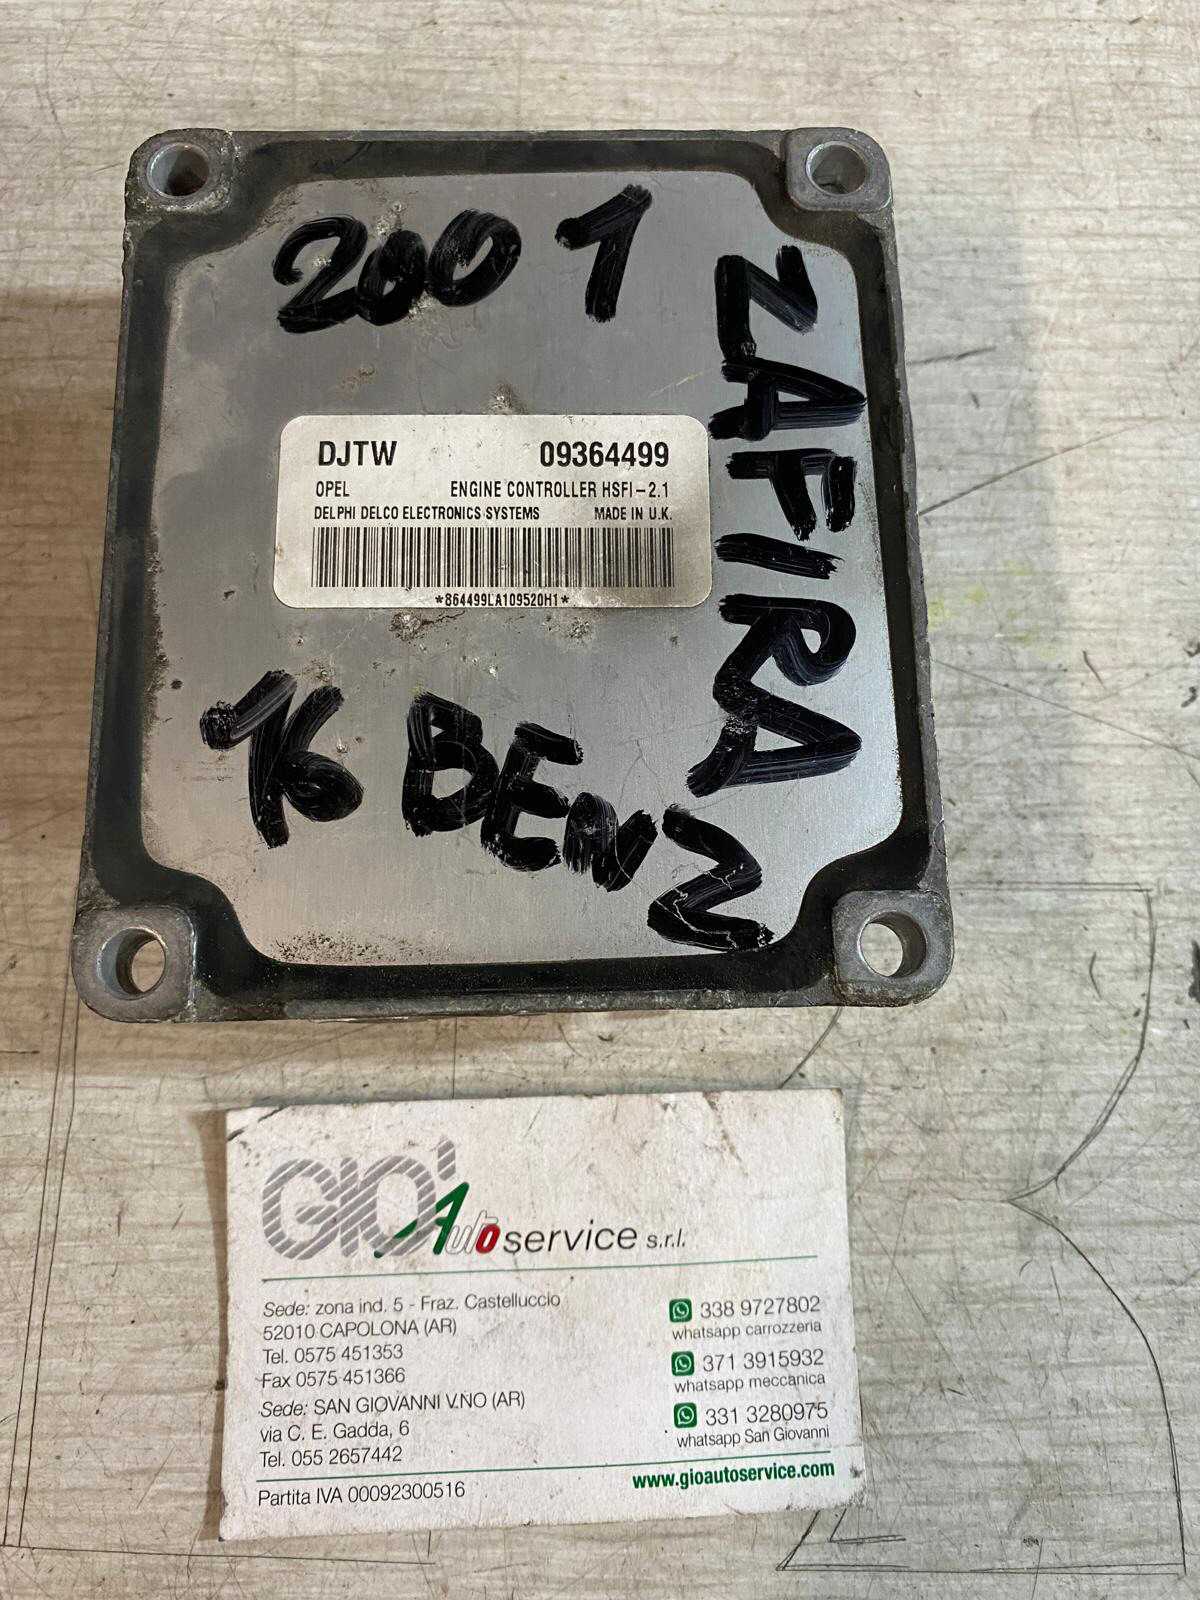 2001
ZAFIRA
DJTW 09364499
OPEL ENGINE CONTROLLER HSFI-2.1
DELPHI DELCO ELECTRONICS SYSTEMS MADE IN U.K.
*864499LA109520H1*
16 BENZ
GIO' Auto service s.r.l.
Sede: zona ind. 5 - Fraz. Castelluccio
52010 CAPOLONA (AR)
Tel. 0575 451353
Fax 0575 451366
Sede: SAN GIOVANNI V.NO (AR)
via C. E. Gadda, 6
Tel. 055 2657442
338 9727802
whatsapp carrozzeria
371 3915932
whatsapp meccanica
331 3280975
whatsapp San Giovanni
Partita IVA 00092300516
www.gioautoservice.com